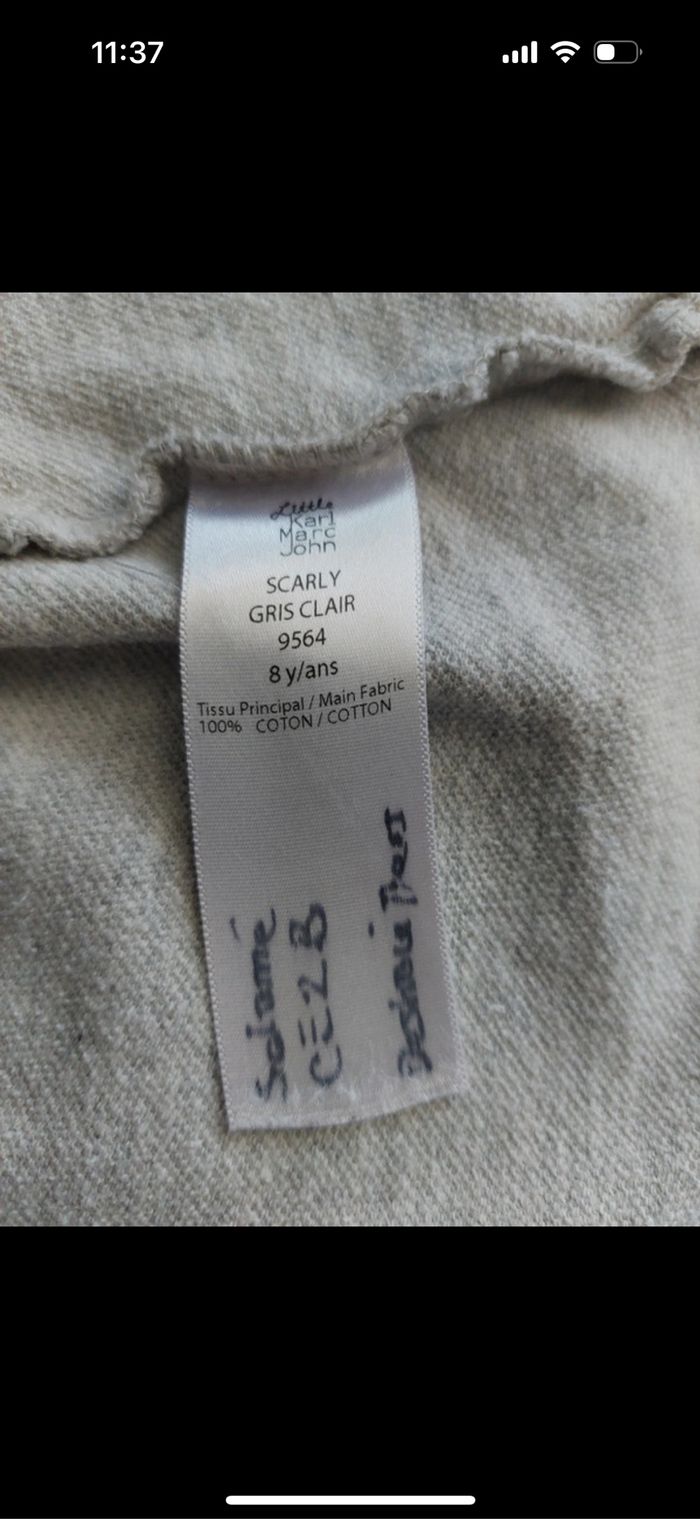 11:37
Little
Karl
Marc
John
SCARLY
GRIS CLAIR
9564
8 y/ans
Tissu Principal / Main Fabric
100% COTON / COTTON
Salomé
CE2B